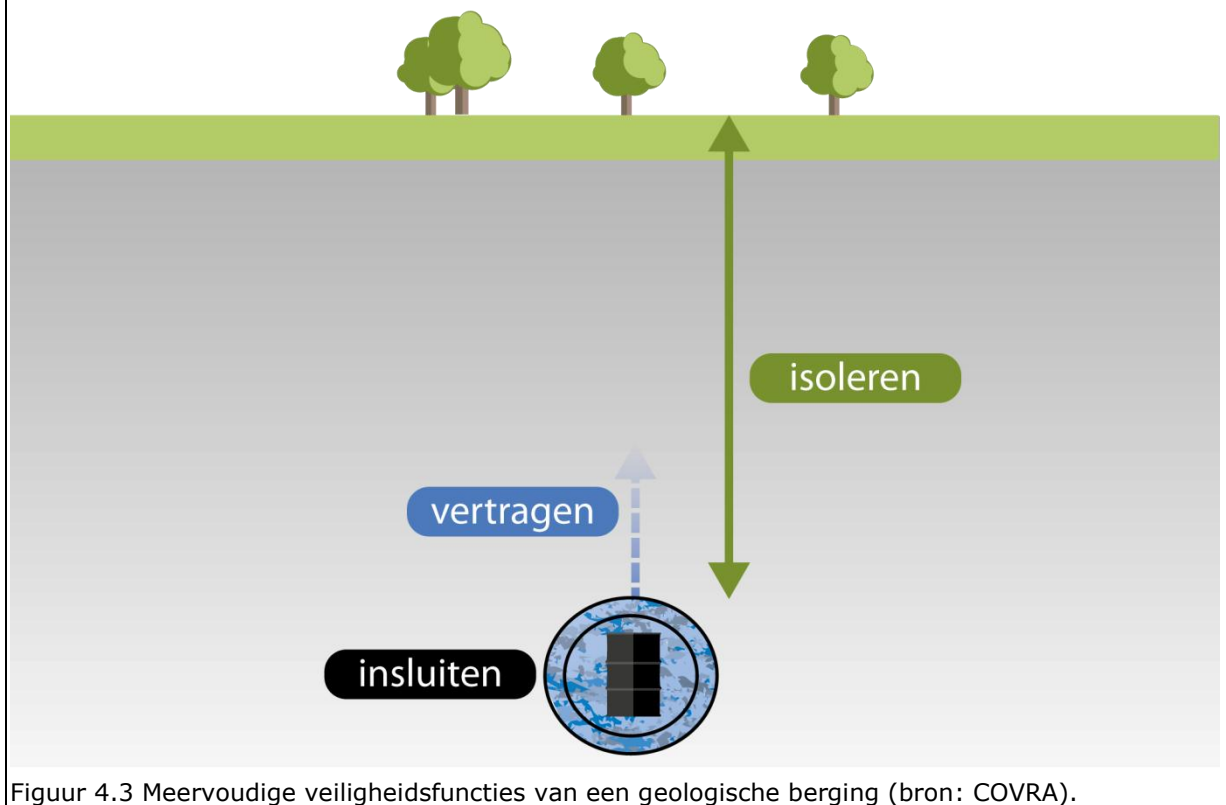 isoleren
vertragen
insluiten
Figuur 4.3 Meervoudige veiligheidsfuncties van een geologische berging (bron: COVRA).